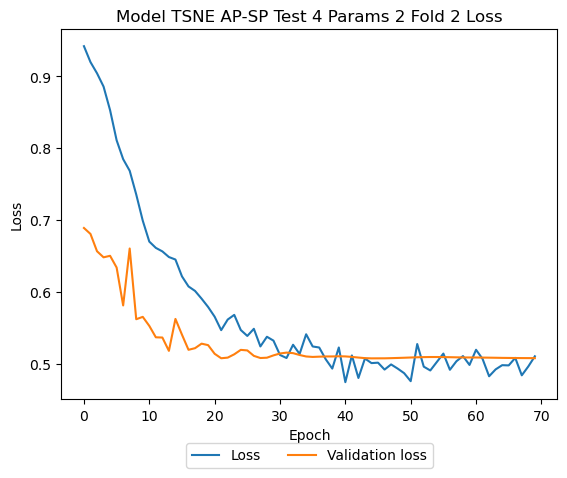 Model TSNE AP-SP Test 4 Params 2 Fold 2 Loss
0.9
0.8
0.7
0.6
0.5
Loss
0 10 20 30 40 50 60 70
Epoch
Loss Validation loss